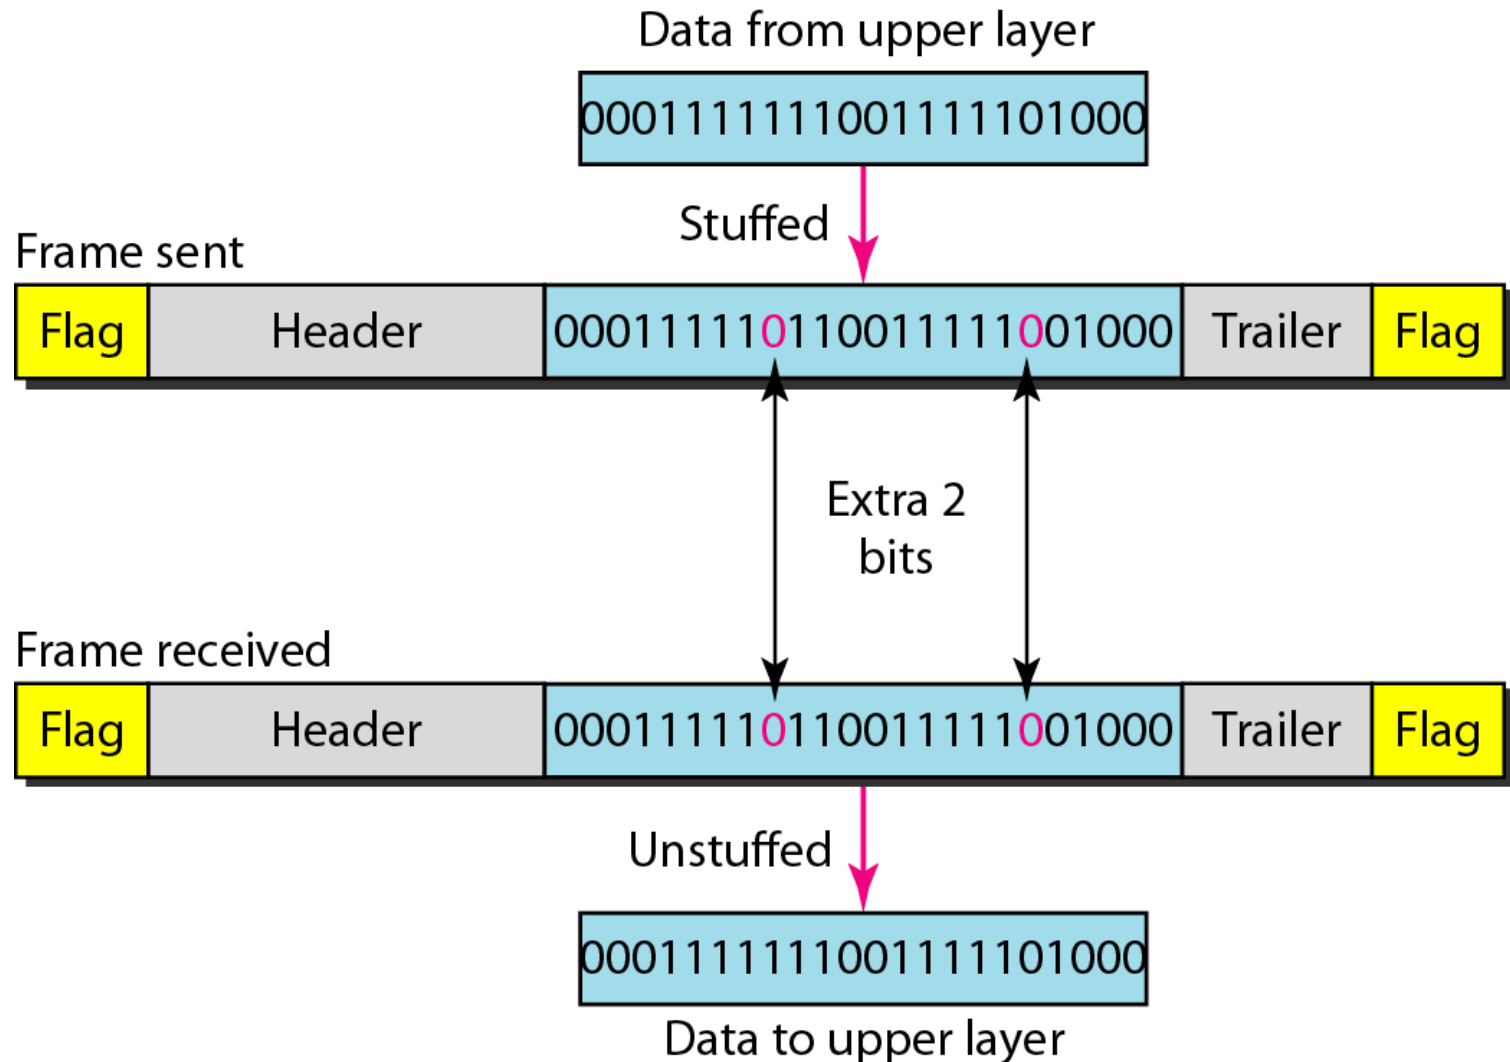 Data from upper layer
0001111111001111101000
Stuffed
Frame sent
Flag Header 000111110110011111001000 Trailer Flag
Extra 2
bits
Frame received
Flag Header 000111110110011111001000 Trailer Flag
Unstuffed
0001111111001111101000
Data to upper layer